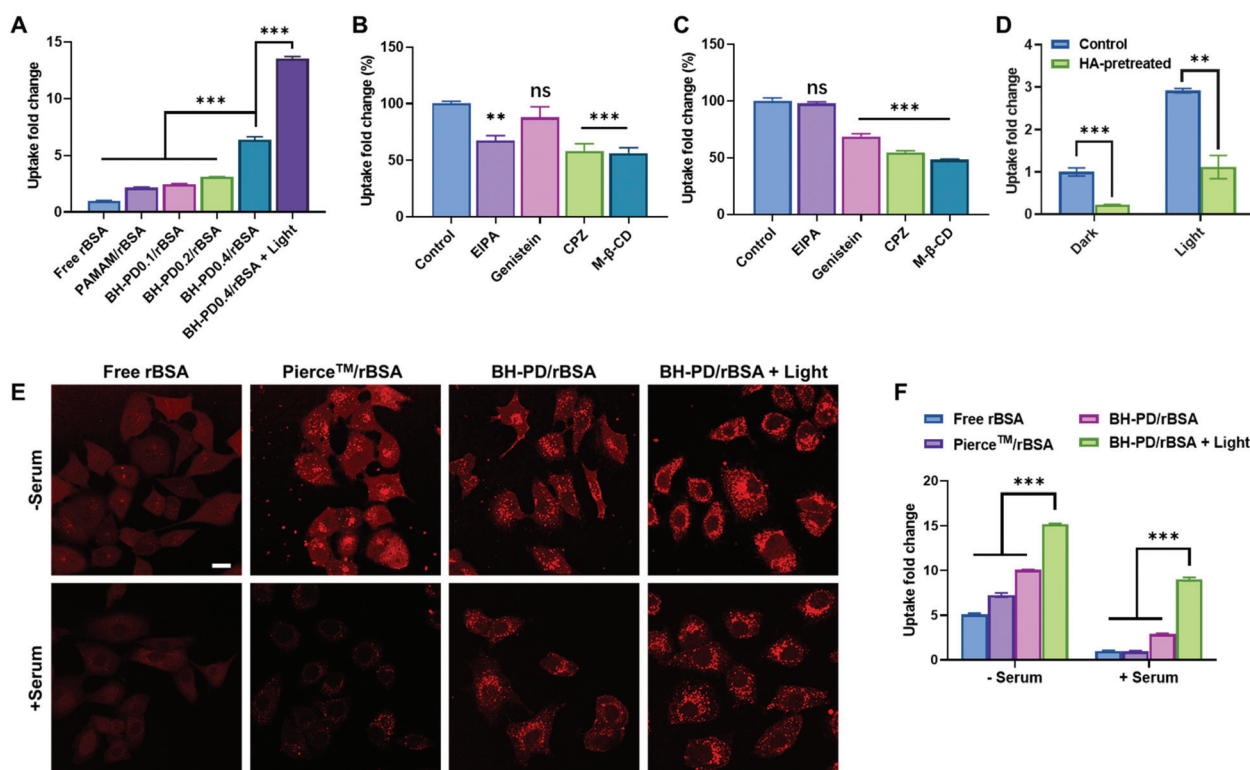 A
Uptake fold change
15
10
5
0
***
***
Free rBSA
PAMAM/rBSA
BH-PD0.1/rBSA
BH-PD0.2/rBSA
BH-PD0.4/rBSA
BH-PD0.4/rBSA + Light
B
Uptake fold change (%)
150
100
50
0
**
ns
***
Control
EIPA
Genistein
CPZ
M-β-CD
C
Uptake fold change (%)
150
100
50
0
ns
***
Control
EIPA
Genistein
CPZ
M-β-CD
D
Uptake fold change
4
3
2
1
0
Control
HA-pretreated
***
**
Dark
Light
E
Free rBSA
Pierce™/rBSA
BH-PD/rBSA
BH-PD/rBSA + Light
-Serum
+Serum
F
Free rBSA
Pierce™/rBSA
BH-PD/rBSA
BH-PD/rBSA + Light
Uptake fold change
20
15
10
5
0
***
***
- Serum
+ Serum